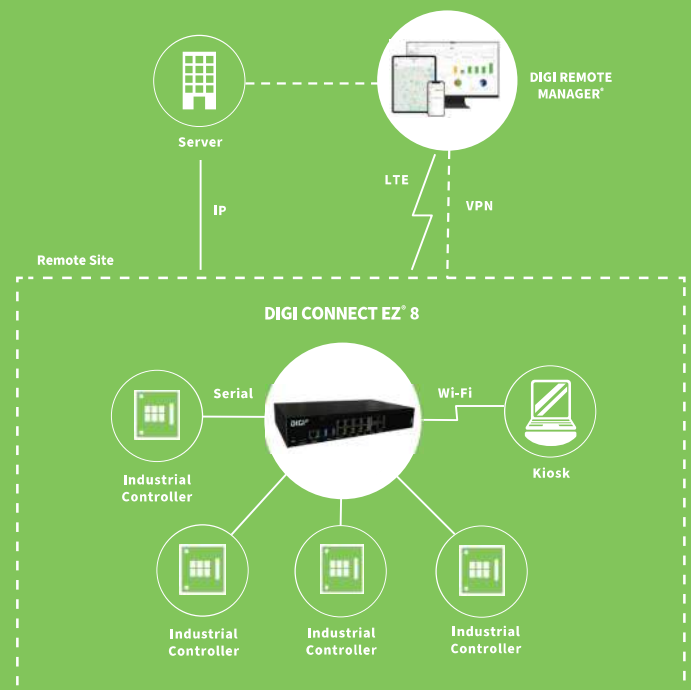 DIGI REMOTE
MANAGER®
Server
LTE
IP
VPN
Remote Site
DIGI CONNECT EZ® 8
Serial
Wi-Fi
DIGI
Industrial
Controller
Kiosk
Industrial
Controller
Industrial
Controller
Industrial
Controller